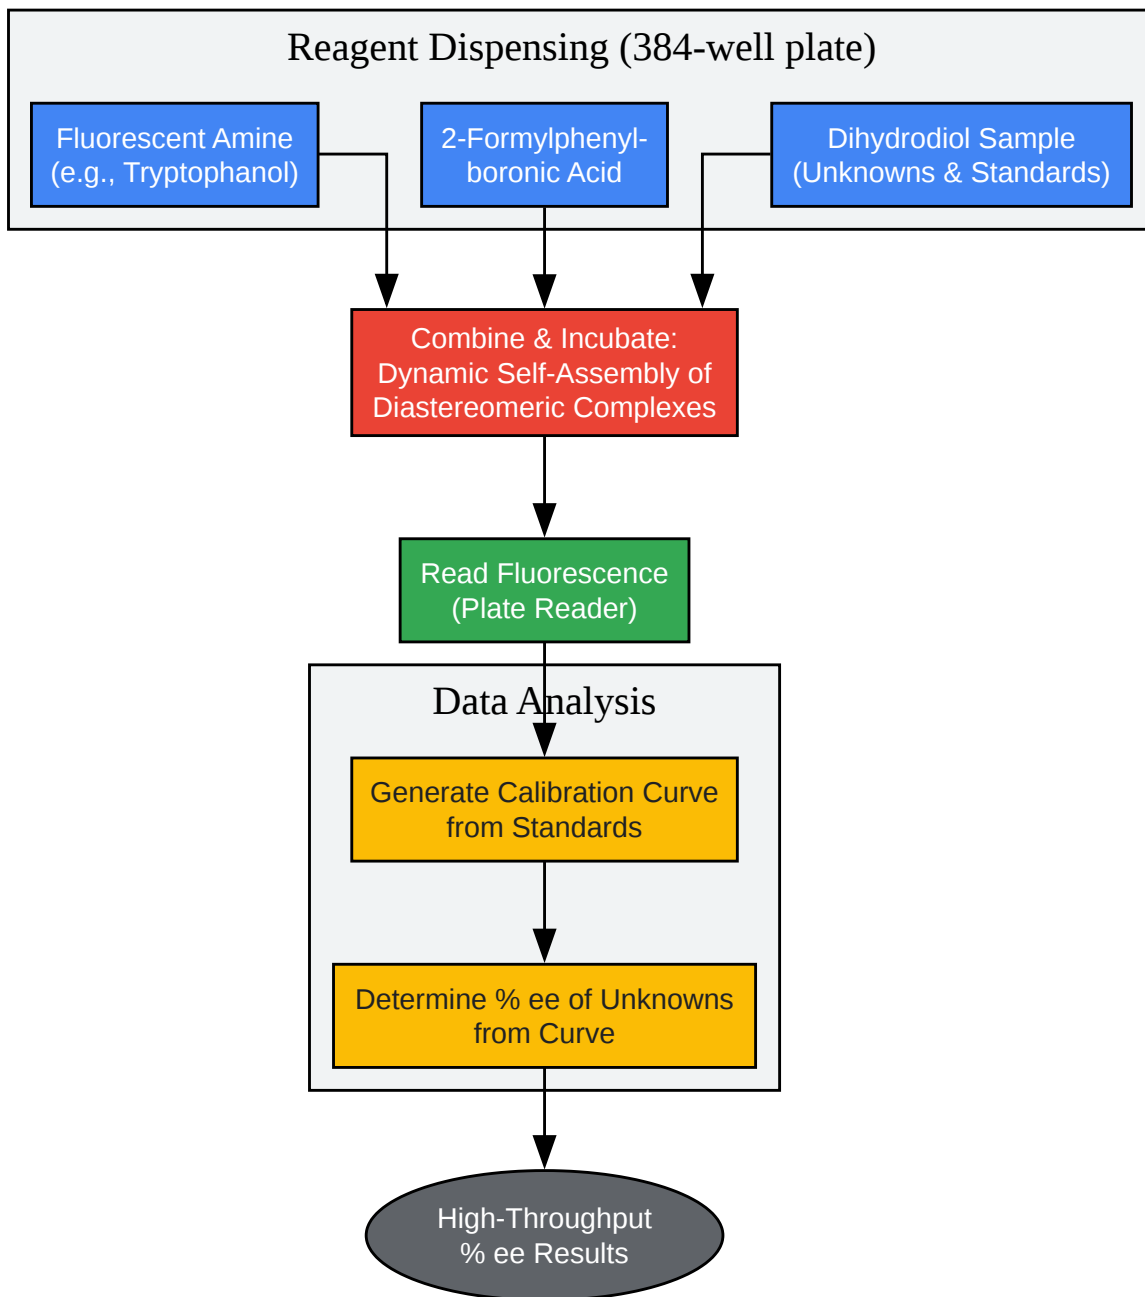 Reagent Dispensing (384-well plate)
Fluorescent Amine
(e.g., Tryptophanol)
2-Formylphenyl-
boronic Acid
Dihydrodiol Sample
(Unknowns & Standards)
Combine & Incubate:
Dynamic Self-Assembly of
Diastereomeric Complexes
Read Fluorescence
(Plate Reader)
Data Analysis
Generate Calibration Curve
from Standards
Determine % ee of Unknowns
from Curve
High-Throughput
% ee Results